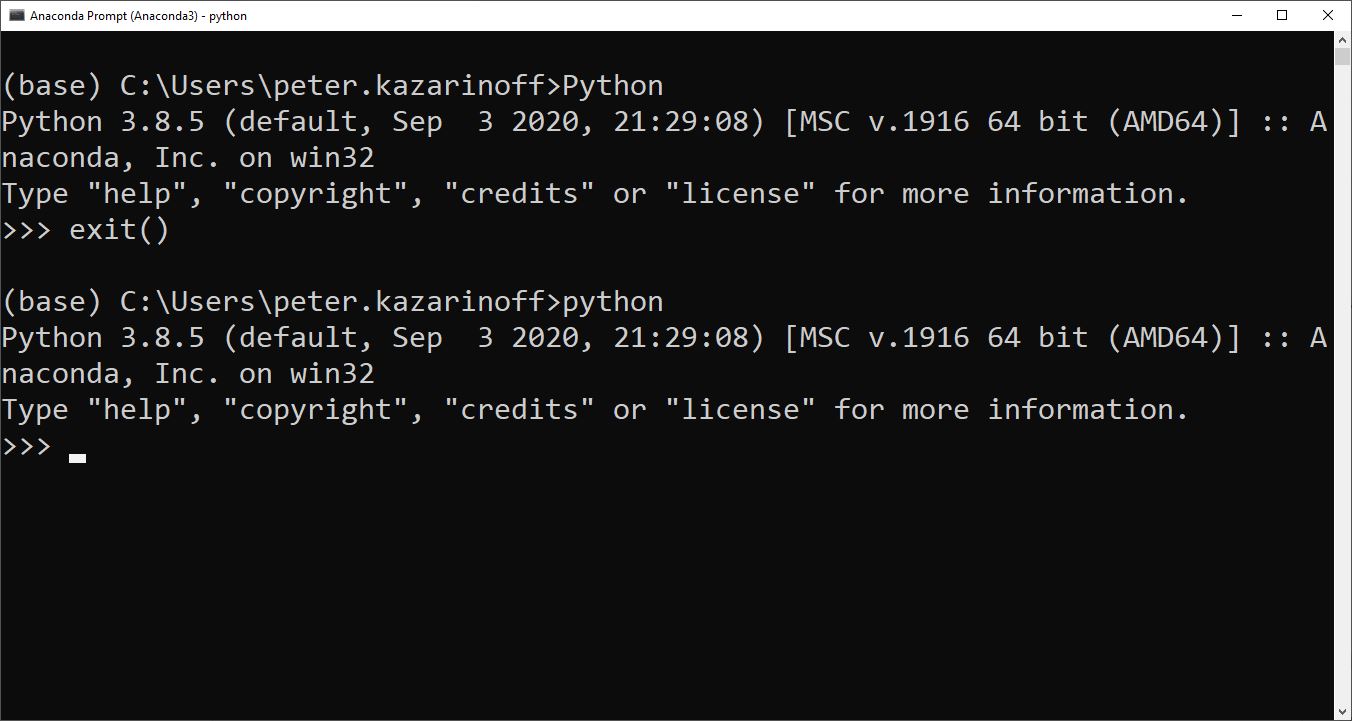 Anaconda Prompt (Anaconda3) - python
(base) C:\Users\peter.kazarinoff>Python
Python 3.8.5 (default, Sep  3 2020, 21:29:08) [MSC v.1916 64 bit (AMD64)] :: A
naconda, Inc. on win32
Type "help", "copyright", "credits" or "license" for more information.
>>> exit()
(base) C:\Users\peter.kazarinoff>python
Python 3.8.5 (default, Sep  3 2020, 21:29:08) [MSC v.1916 64 bit (AMD64)] :: A
naconda, Inc. on win32
Type "help", "copyright", "credits" or "license" for more information.
>>> _